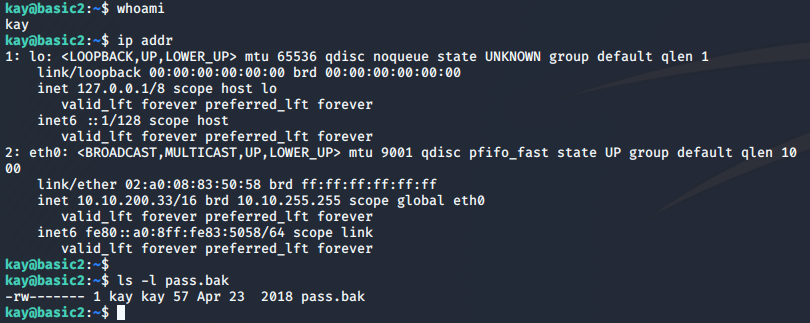 kay@basic2:~$ whoami
kay
kay@basic2:~$ ip addr
1: lo: <LOOPBACK,UP,LOWER_UP> mtu 65536 qdisc noqueue state UNKNOWN group default qlen 1
    link/loopback 00:00:00:00:00:00 brd 00:00:00:00:00:00
    inet 127.0.0.1/8 scope host lo
       valid_lft forever preferred_lft forever
    inet6 ::1/128 scope host
       valid_lft forever preferred_lft forever
2: eth0: <BROADCAST,MULTICAST,UP,LOWER_UP> mtu 9001 qdisc pfifo_fast state UP group default qlen 10
00
    link/ether 02:a0:08:83:50:58 brd ff:ff:ff:ff:ff:ff
    inet 10.10.200.33/16 brd 10.10.255.255 scope global eth0
       valid_lft forever preferred_lft forever
    inet6 fe80::a0:8ff:fe83:5058/64 scope link
       valid_lft forever preferred_lft forever
kay@basic2:~$
kay@basic2:~$ ls -l pass.bak
-rw------- 1 kay kay 57 Apr 23  2018 pass.bak
kay@basic2:~$